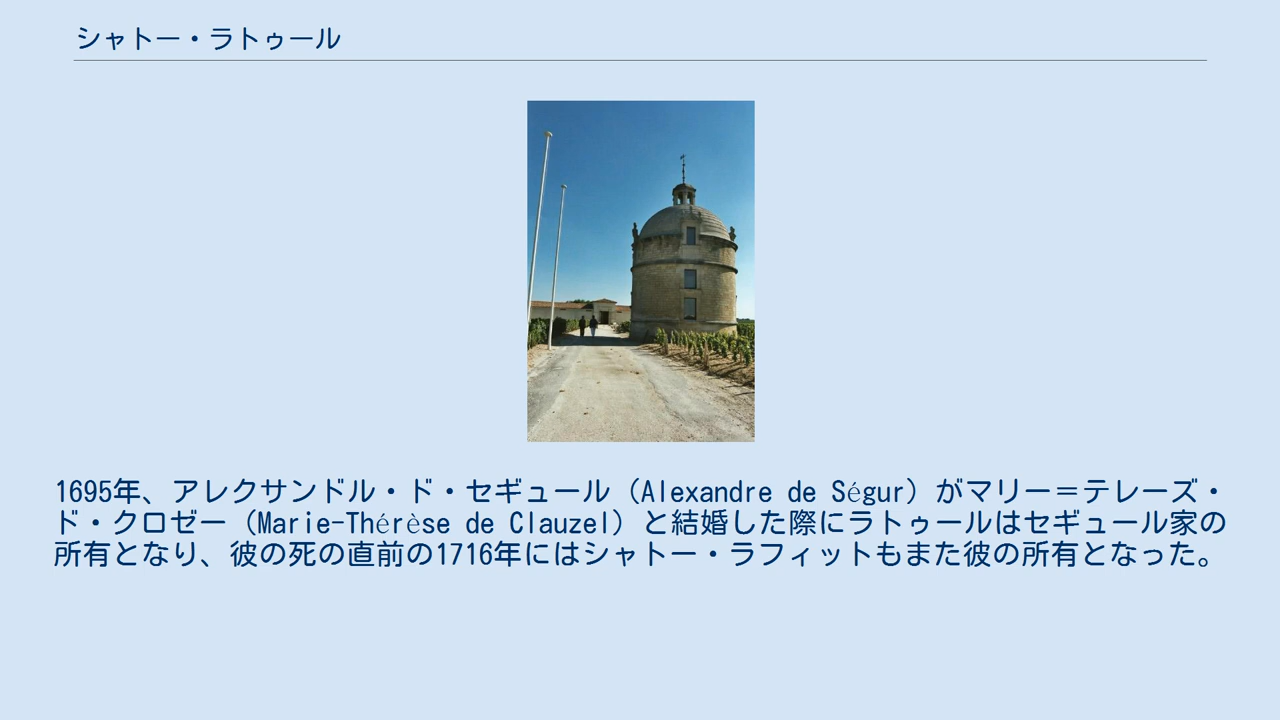 シャトー・ラトゥール
1695年、アレクサンドル・ド・セギュール（Alexandre de Ségur）がマリー＝テレーズ・
ド・クロゼー（Marie-Thérèse de Clauzel）と結婚した際にラトゥールはセギュール家の
所有となり、彼の死の直前の1716年にはシャトー・ラフィットもまた彼の所有となった。